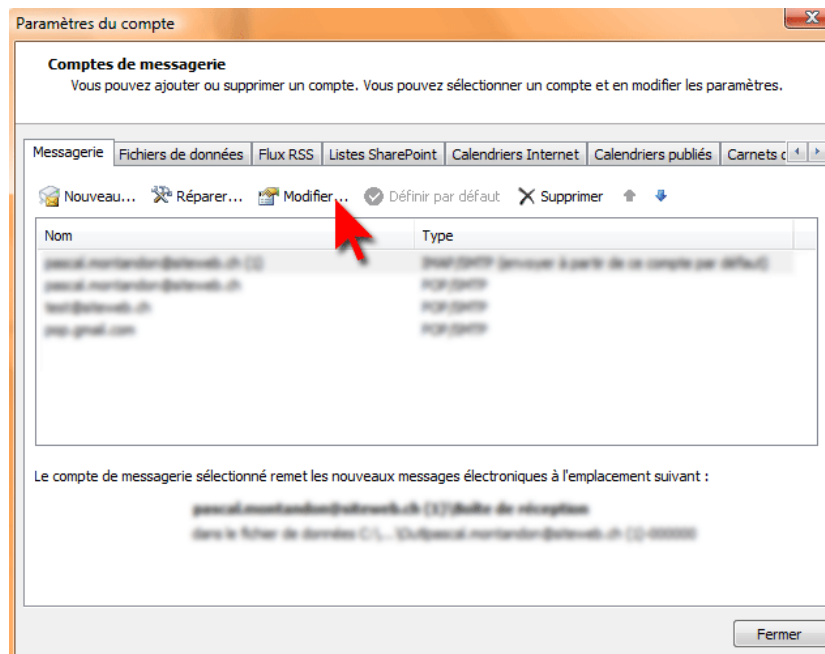 Paramètres du compte
Comptes de messagerie
Vous pouvez ajouter ou supprimer un compte. Vous pouvez sélectionner un compte et en modifier les paramètres.
Messagerie Fichiers de données Flux RSS Listes SharePoint Calendriers Internet Calendriers publiés Carnets
Nouveau... Réparer... Modifier... Définir par défaut Supprimer
Nom Type
Le compte de messagerie sélectionné remet les nouveaux messages électroniques à l'emplacement suivant :
Fermer